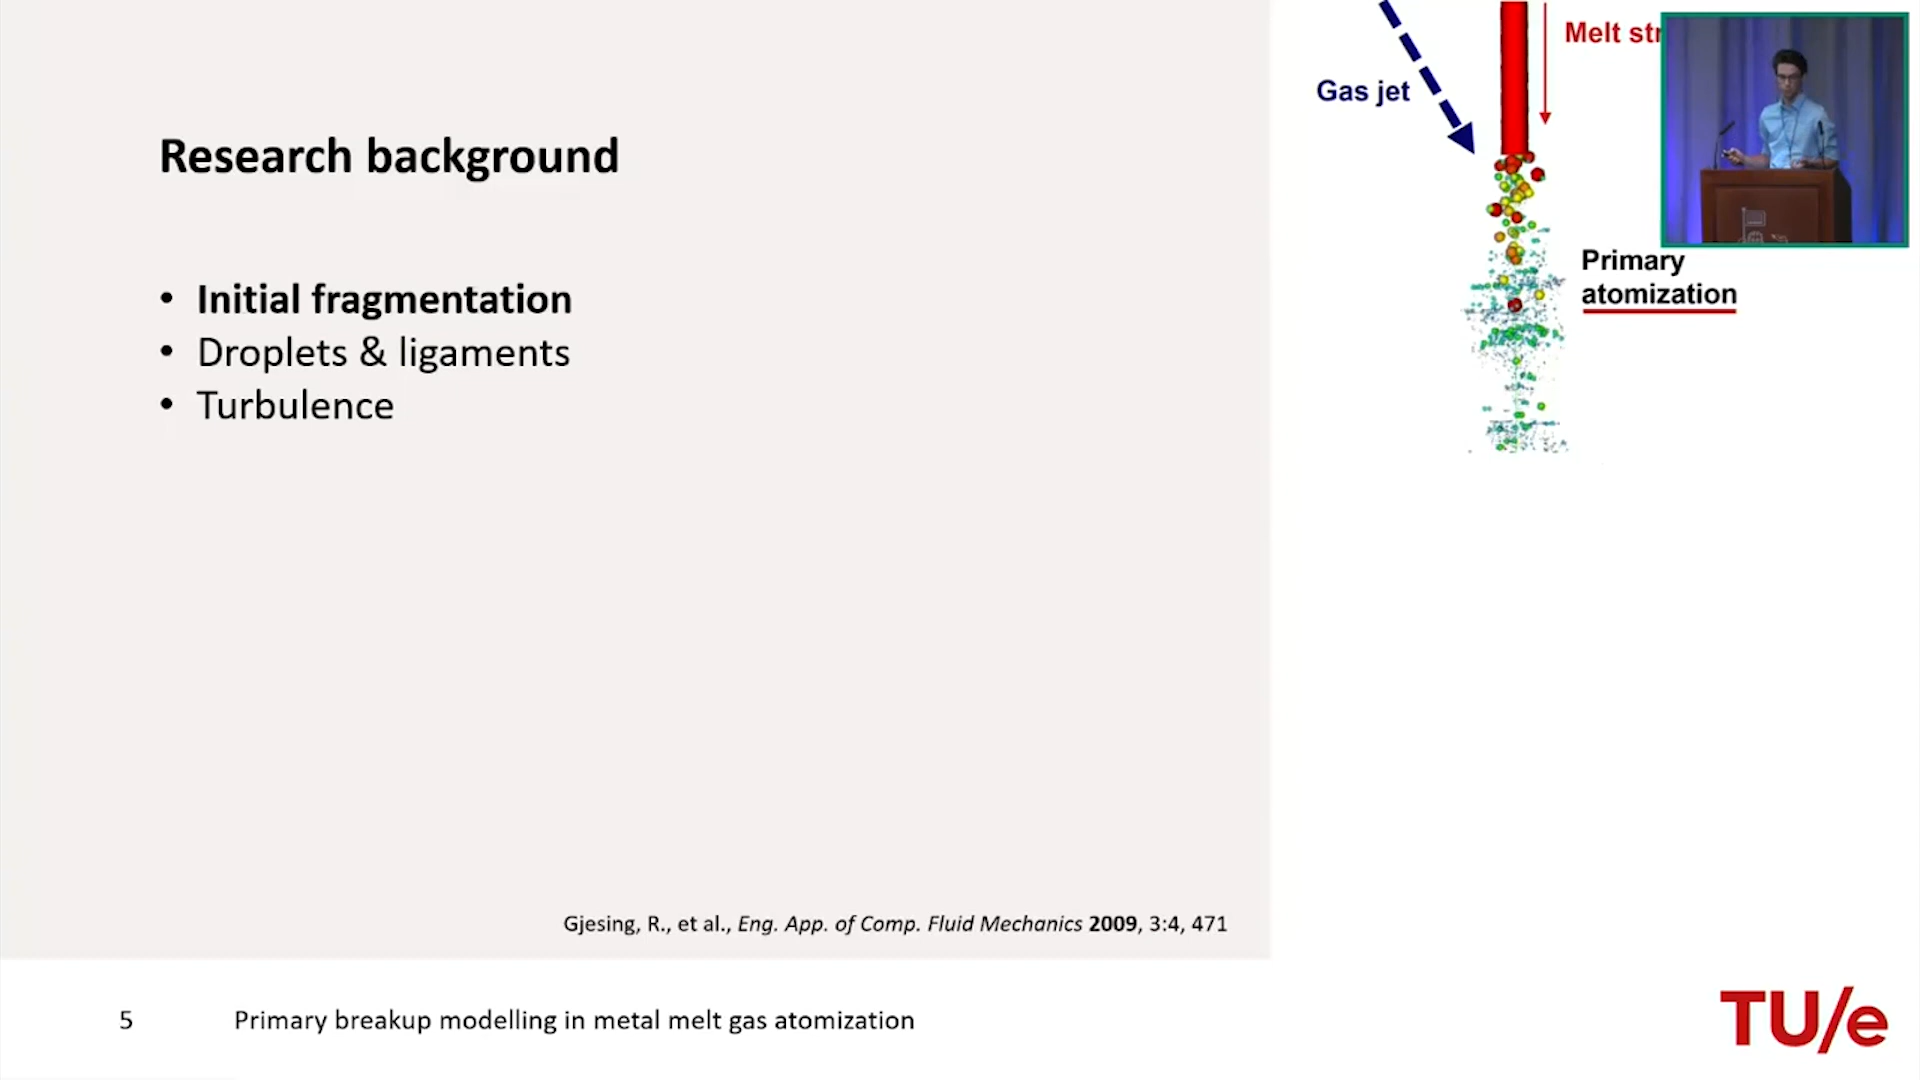 Research background
• Initial fragmentation
• Droplets & ligaments
• Turbulence
Gas jet
Melt
Primary
atomization
Gjesing, R., et al., Eng. App. of Comp. Fluid Mechanics 2009, 3:4, 471
5
Primary breakup modelling in metal melt gas atomization
TU/e